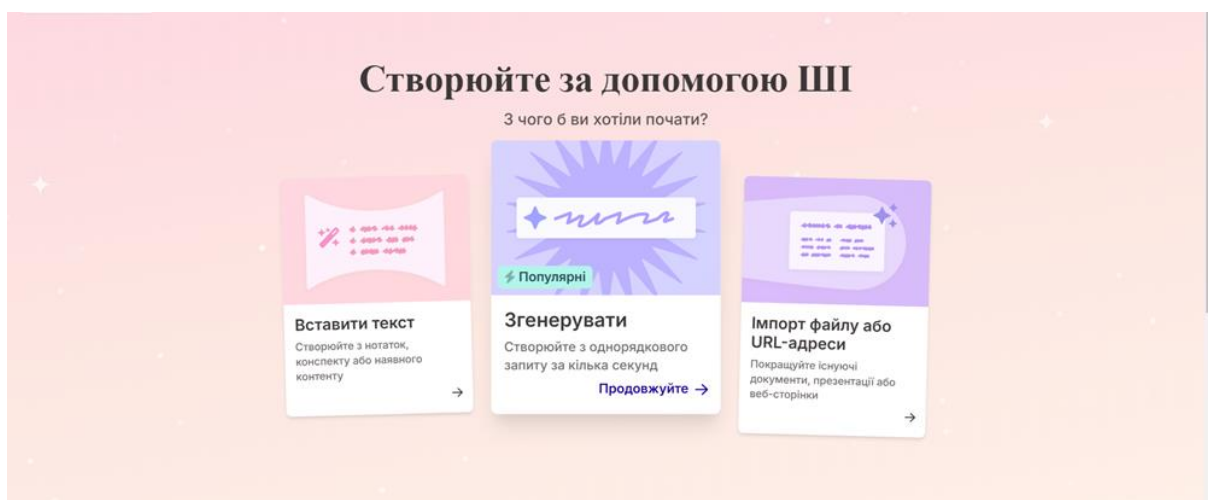 Створюйте за допомогою ШІ
З чого б ви хотіли почати?
Вставити текст
Створюйте з нотаток,
конспекту або наявного
контенту
Популярні
Згенерувати
Створюйте з однорядкового
запиту за кілька секунд
Продовжуйте →
Імпорт файлу або
URL-адреси
Покращуйте існуючі
документи, презентації або
веб-сторінки